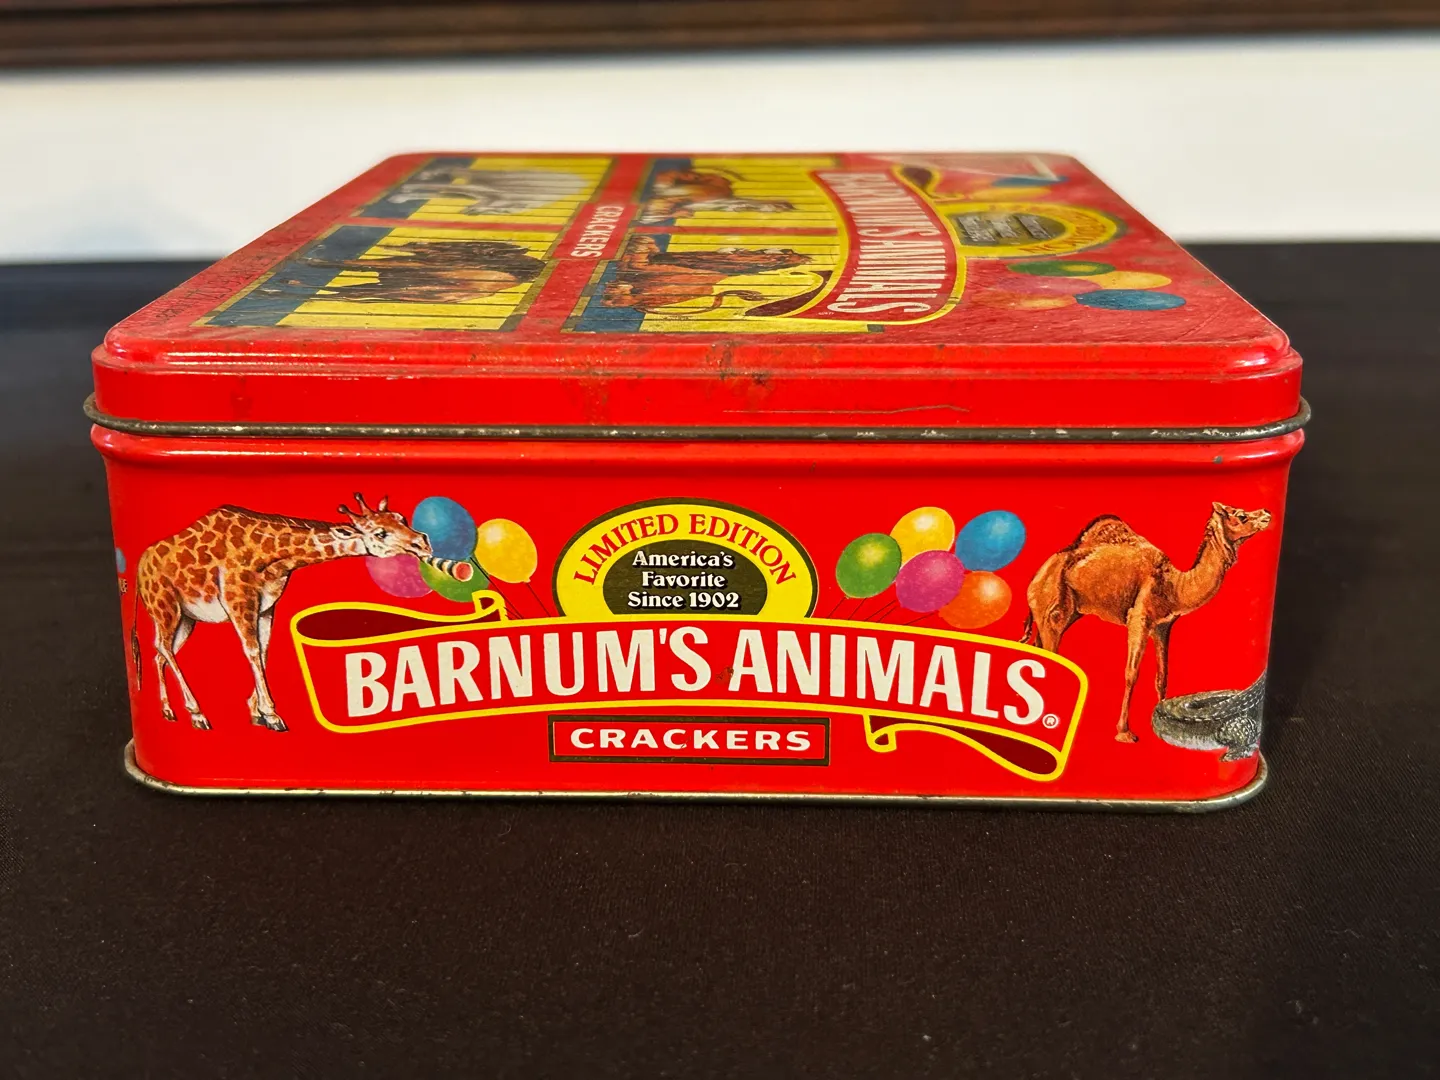 CRACKERS
BARNUM'S ANIMALS
LIMITED EDITION
America's
Favorite
Since 1902
BARNUM'S ANIMALS®
CRACKERS